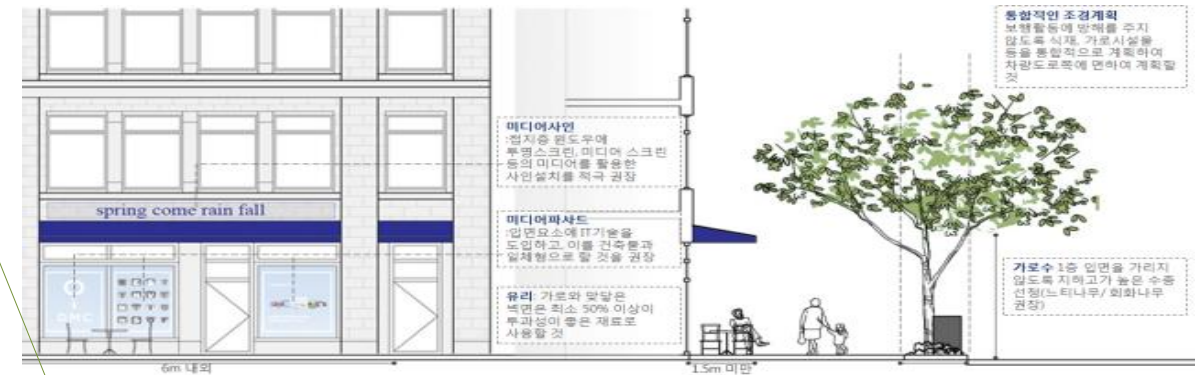 통합적인 조경계획
보행활동에 방해를 주지
않도록 식재, 가로시설물
등을 통합적으로 계획하여
차량도로쪽에 면하여 계획할
것
미디어사인
:접지층 윈도우에
투명스크린, 미디어 스크린
등의 미디어를 활용한
사인설치를 적극 권장
spring come rain fall
미디어파사드
:입면요소에 IT기술을
도입하고, 이를 건축물과
일체형으로 할 것을 권장
유리: 가로와 맞닿은
벽면은 최소 50% 이상이
투과성이 좋은 재료로
사용할 것
가로수 1층 입면을 가리지
않도록 지하고가 높은 수종
선정(느티나무/회화나무
권장)
DMC
6m 내외
1.5m 미만